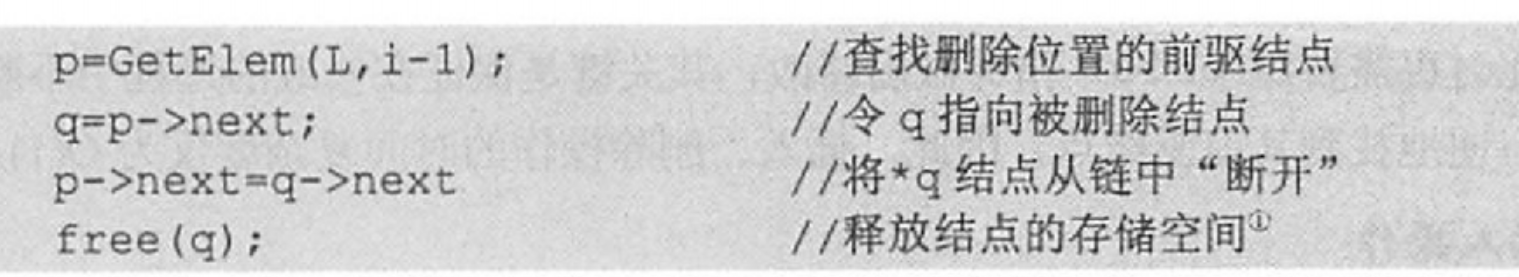 p=GetElem(L,i-1); //查找删除位置的前驱结点
q=p->next; //令q指向被删除结点
p->next=q->next //将*q结点从链中“断开”
free(q); //释放结点的存储空间①